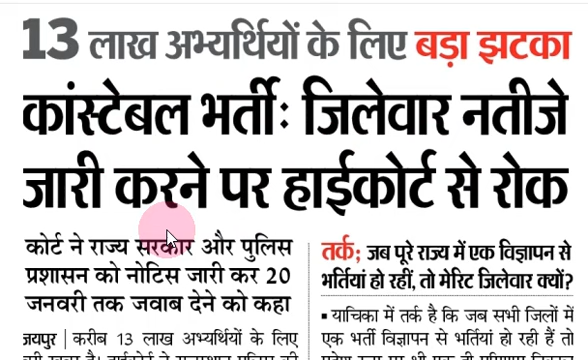 13 लाख अभ्यर्थियों के लिए बड़ा झटका
कांस्टेबल भर्ती: जिलेवार नतीजे
जारी करने पर हाईकोर्ट से रोक
कोर्ट ने राज्य सरकार और पुलिस
प्रशासन को नोटिस जारी कर 20
जनवरी तक जवाब देने को कहा
जयपुर | करीब 13 लाख अभ्यर्थियों के लिए
तर्क; जब पूरे राज्य में एक विज्ञापन से
भर्तियां हो रहीं, तो मेरिट जिलेवार क्यों?
▪ याचिका में तर्क है कि जब सभी जिलों में
एक भर्ती विज्ञापन से भर्तियां हो रही हैं तो